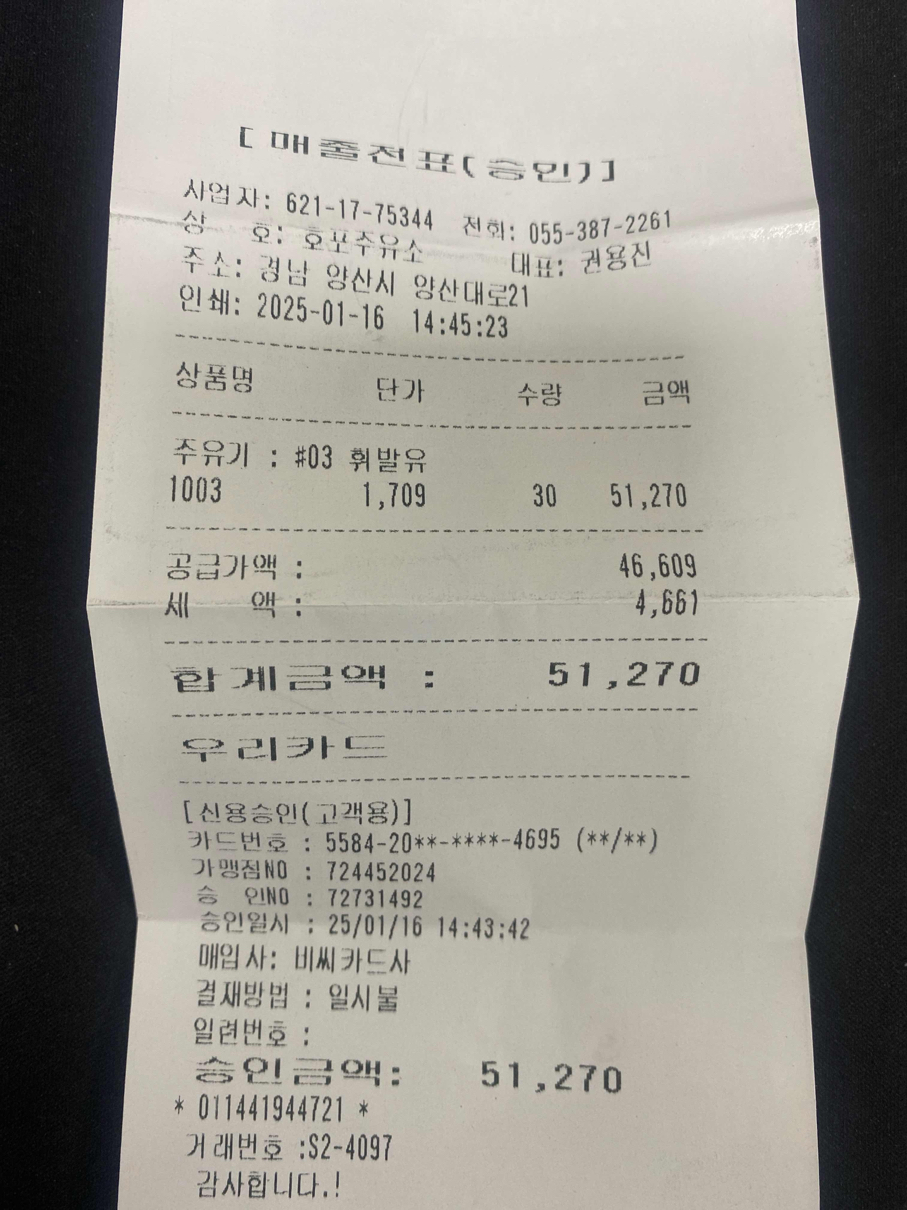 [ 매출전표(승인)]
사업자: 621-17-75344 전화: 055-387-2261
상 호: 호포주유소 대표: 권용진
주소: 경남 양산시 양산대로21
인쇄: 2025-01-16 14:45:23
상품명 단가 수량 금액
주유기 : #03 휘발유
1003 1,709 30 51,270
공급가액 : 46,609
세 액 : 4,661
합계금액 : 51,270
우리카드
[신용승인(고객용)]
카드번호 : 5584-20**-****-4695 (**/**)
가맹점NO : 724452024
승 인NO : 72731492
승인일시 : 25/01/16 14:43:42
매입사: 비씨카드사
결재방법 : 일시불
일련번호 :
승인금액: 51,270
* 011441944721 *
거래번호 :S2-4097
감사합니다.!